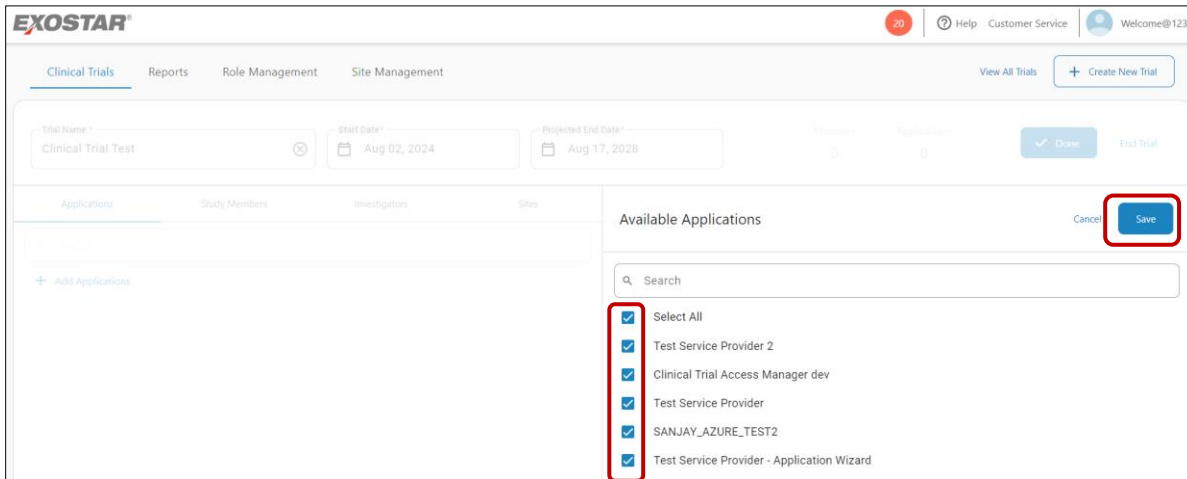 EXOSTAR®
20
Help Customer Service
Welcome@123
Clinical Trials Reports Role Management Site Management
View All Trials
+ Create New Trial
Trial Name *
Clinical Trial Test
Start Date*
Aug 02, 2024
Projected End Date*
Aug 17, 2028
0
0
Done
End Trial
Applications Study Members Investigators Sites
+ Add Applications
Available Applications
Cancel
Save
Search
Select All
Test Service Provider 2
Clinical Trial Access Manager dev
Test Service Provider
SANJAY_AZURE_TEST2
Test Service Provider - Application Wizard